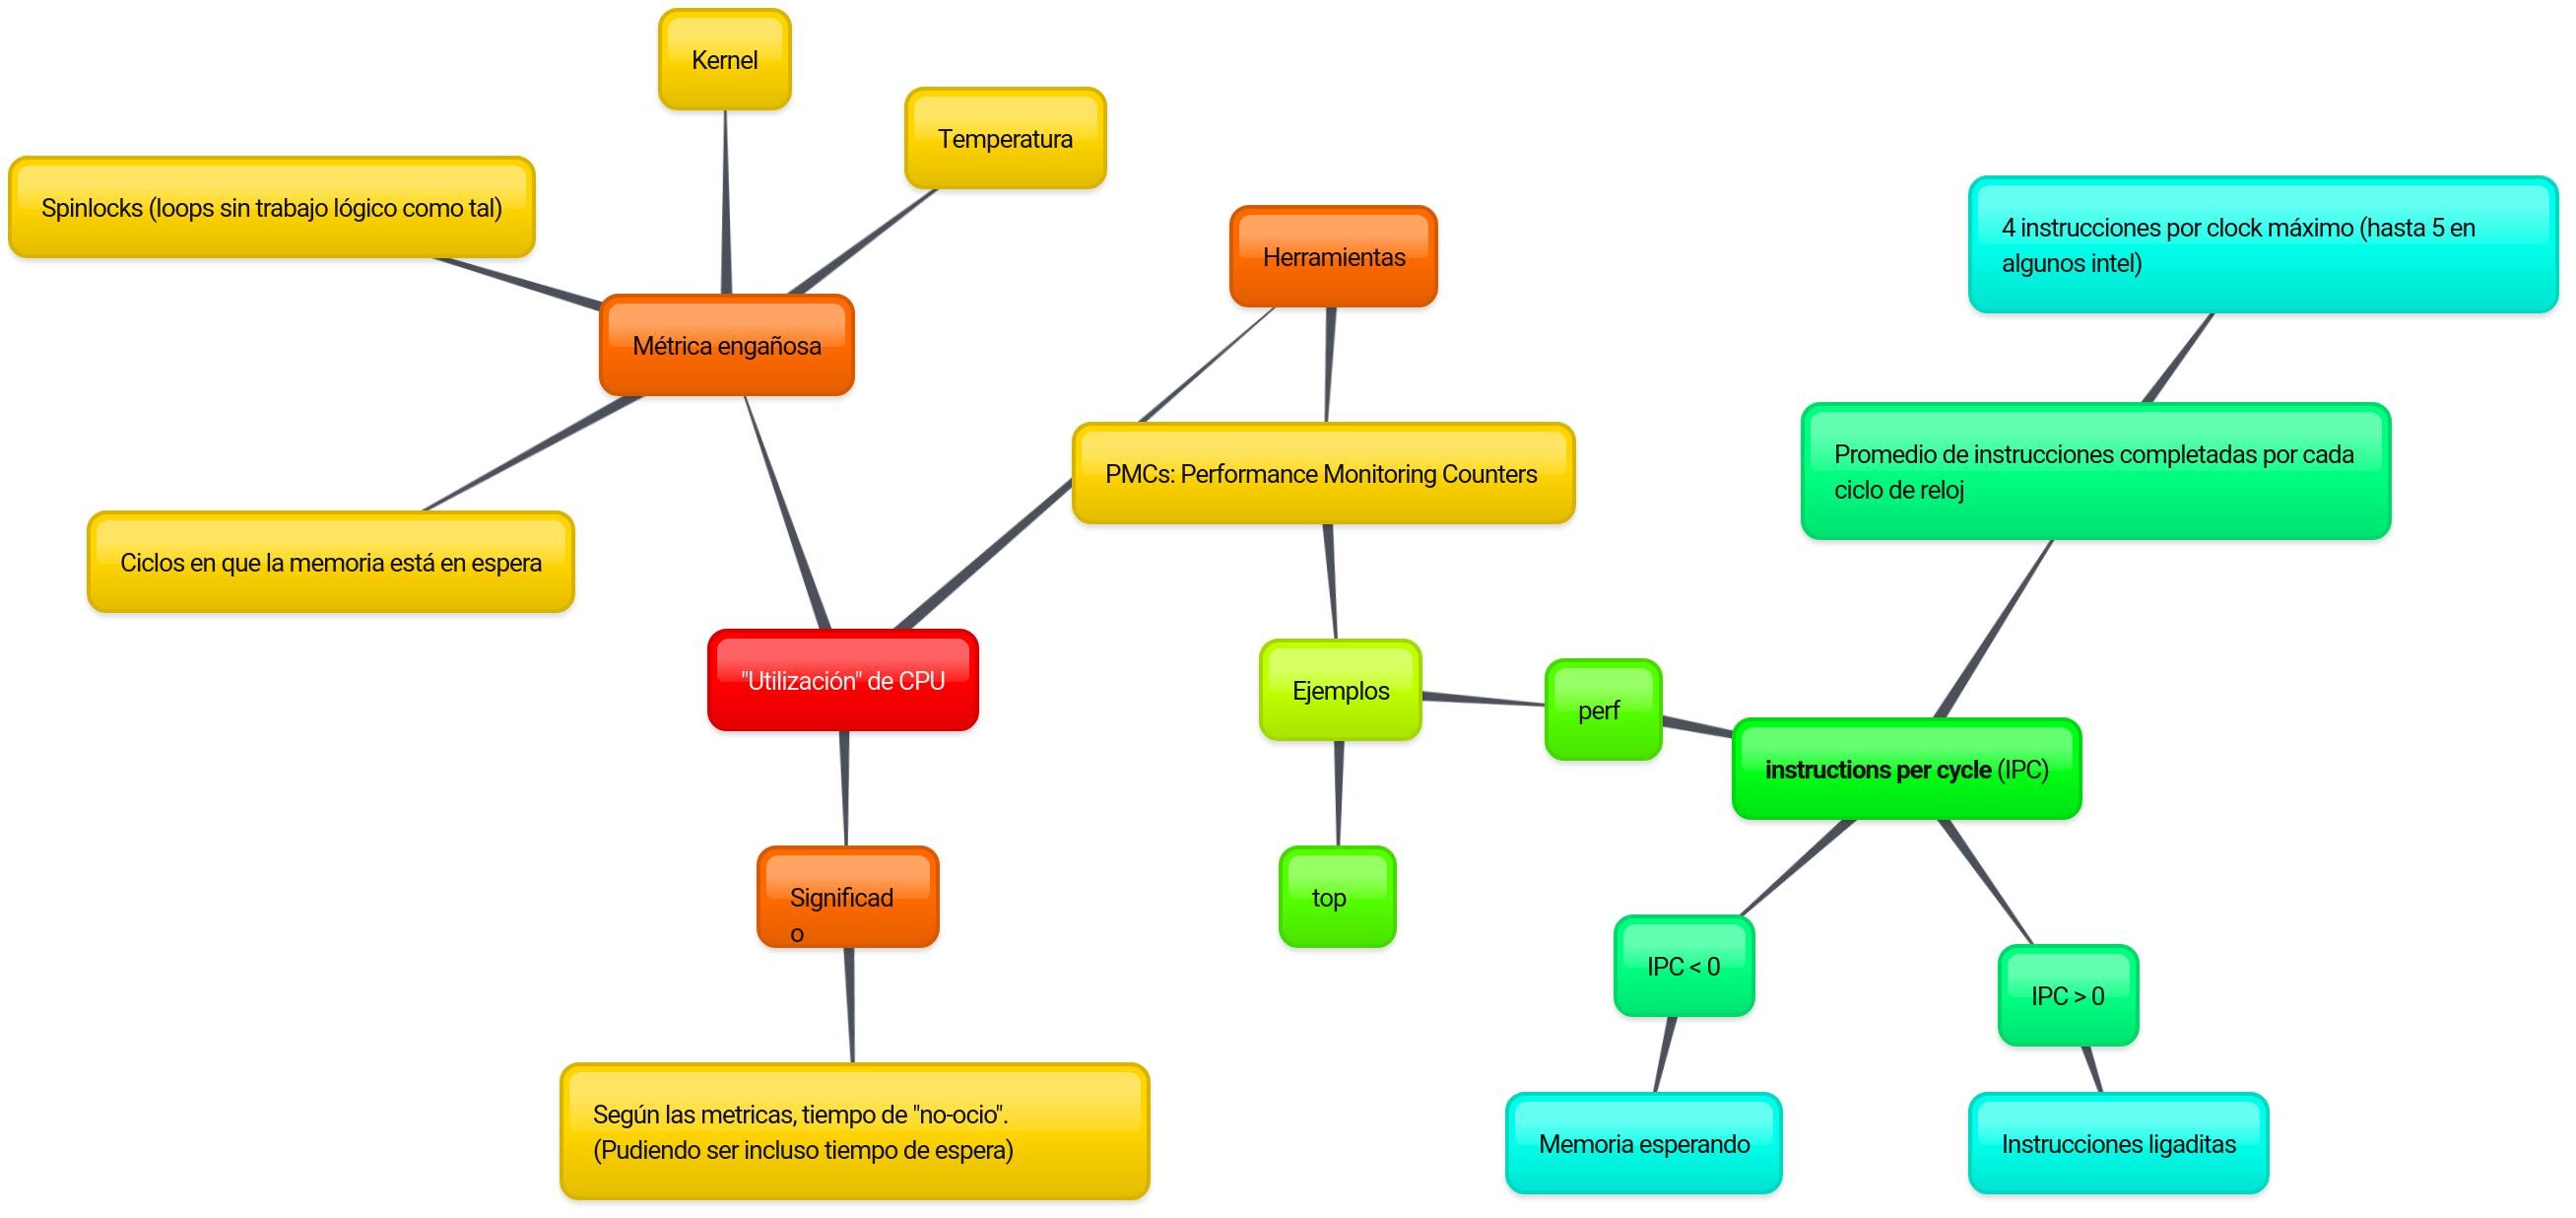 Kernel
Temperatura
Spinlocks (loops sin trabajo lógico como tal)
Herramientas
4 instrucciones por clock máximo (hasta 5 en
algunos intel)
Métrica engañosa
PMCs: Performance Monitoring Counters
Promedio de instrucciones completadas por cada
ciclo de reloj
Ciclos en que la memoria está en espera
"Utilización" de CPU
Ejemplos
perf
instructions per cycle (IPC)
Significad
o
top
IPC < 0
IPC > 0
Según las metricas, tiempo de "no-ocio".
(Pudiendo ser incluso tiempo de espera)
Memoria esperando
Instrucciones ligaditas